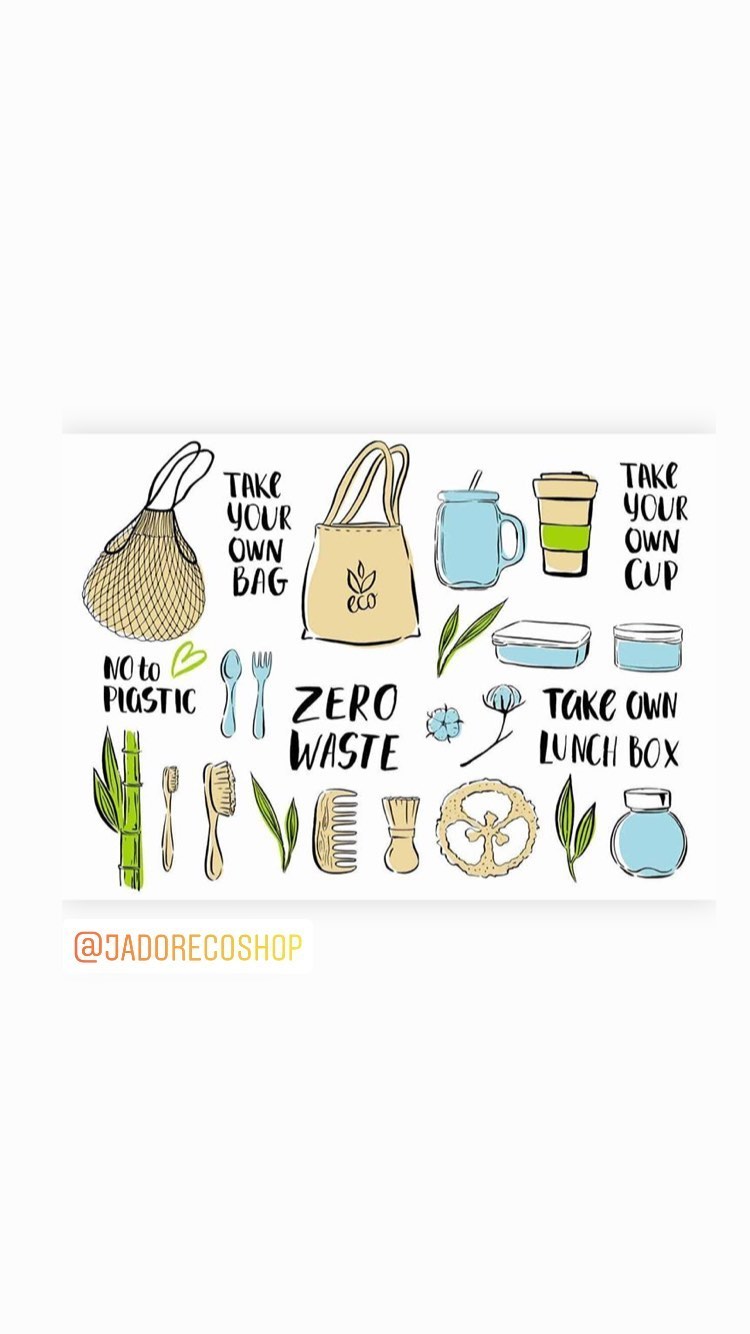 TAKE
YOUR
OWN
BAG
eco
TAKE
YOUR
OWN
CUP
NO to
PLASTIC
ZERO
WASTE
TAKE OWN
LUNCH BOX
@JADORECOSHOP